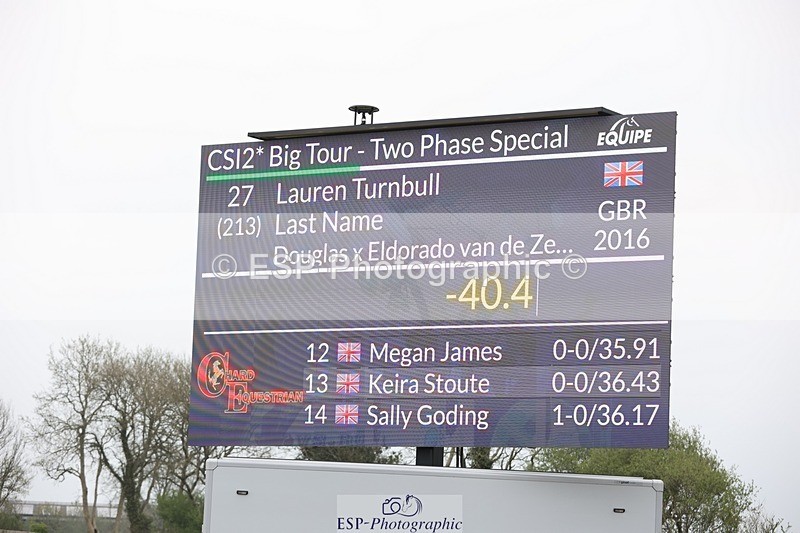 CSI2* Big Tour - Two Phase Special
EQUIPE
27 Lauren Turnbull
(213) Last Name GBR
Douglas x Eldorado van de Ze... 2016
© ESP-Photographic ©
-40.4
12 Megan James 0-0/35.91
13 Keira Stoute 0-0/36.43
14 Sally Goding 1-0/36.17
CHARD
EQUESTRIAN
ESP-Photographic